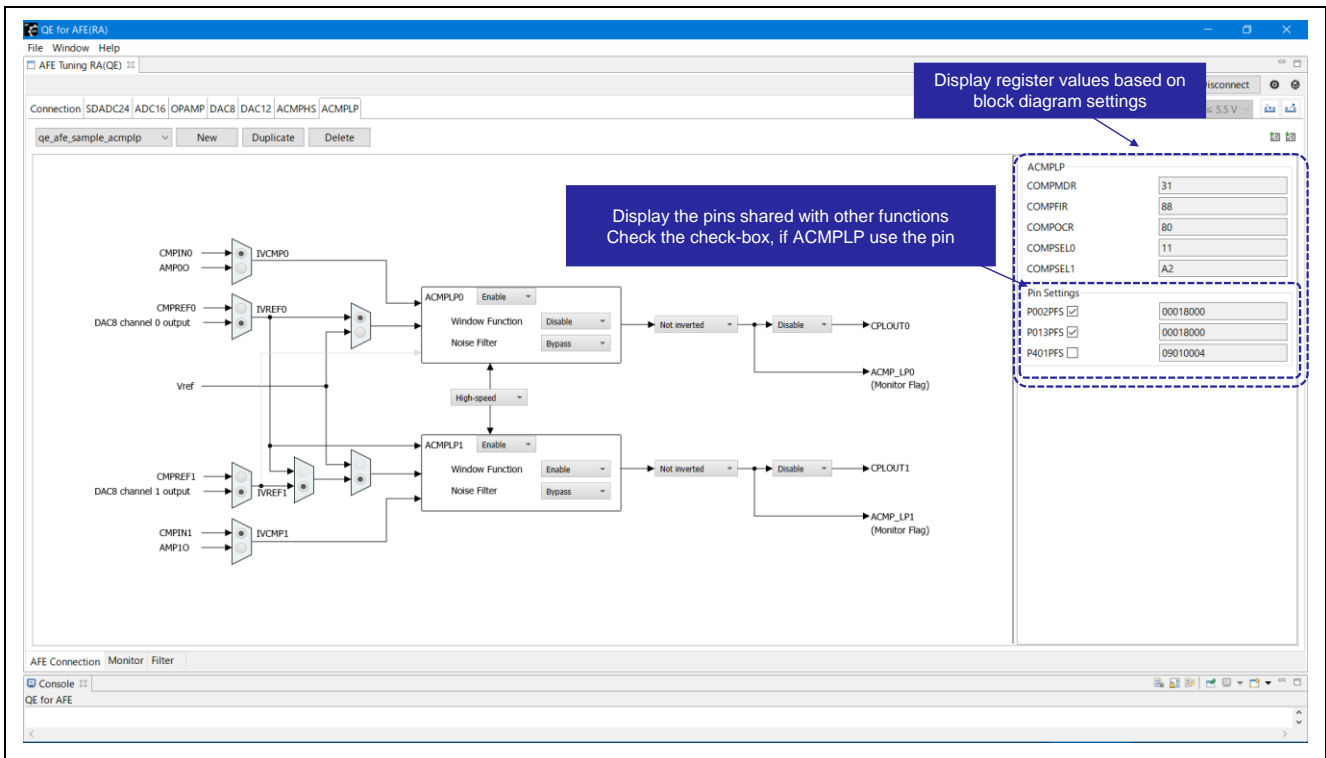 QE for AFE(RA)
File Window Help
AFE Tuning RA(QE)
Display register values based on
block diagram settings
Disconnect
Connection SDADC24 ADC16 OPAMP DAC8 DAC12 ACMPHS ACMPLP
≤ 5.5 V
qe_afe_sample_acmplp New Duplicate Delete
ACMPLP
COMPMDR 31
COMPFIR 88
COMPOCR 80
COMPSEL0 11
COMPSEL1 A2
Display the pins shared with other functions
Check the check-box, if ACMPLP use the pin
Pin Settings
P002PFS 00018000
P013PFS 00018000
P401PFS 09010004
CMPIN0 IVCMP0
AMP0O
CMPREF0 IVREF0
DAC8 channel 0 output
ACMPLP0 Enable
Window Function Disable
Noise Filter Bypass
Not inverted Disable CPLOUT0
ACMP_LP0
(Monitor Flag)
Vref
High-speed
ACMPLP1 Enable
Window Function Enable
Noise Filter Bypass
Not inverted Disable CPLOUT1
CMPREF1
DAC8 channel 1 output IVREF1
ACMP_LP1
(Monitor Flag)
CMPIN1 IVCMP1
AMP1O
AFE Connection Monitor Filter
Console
QE for AFE